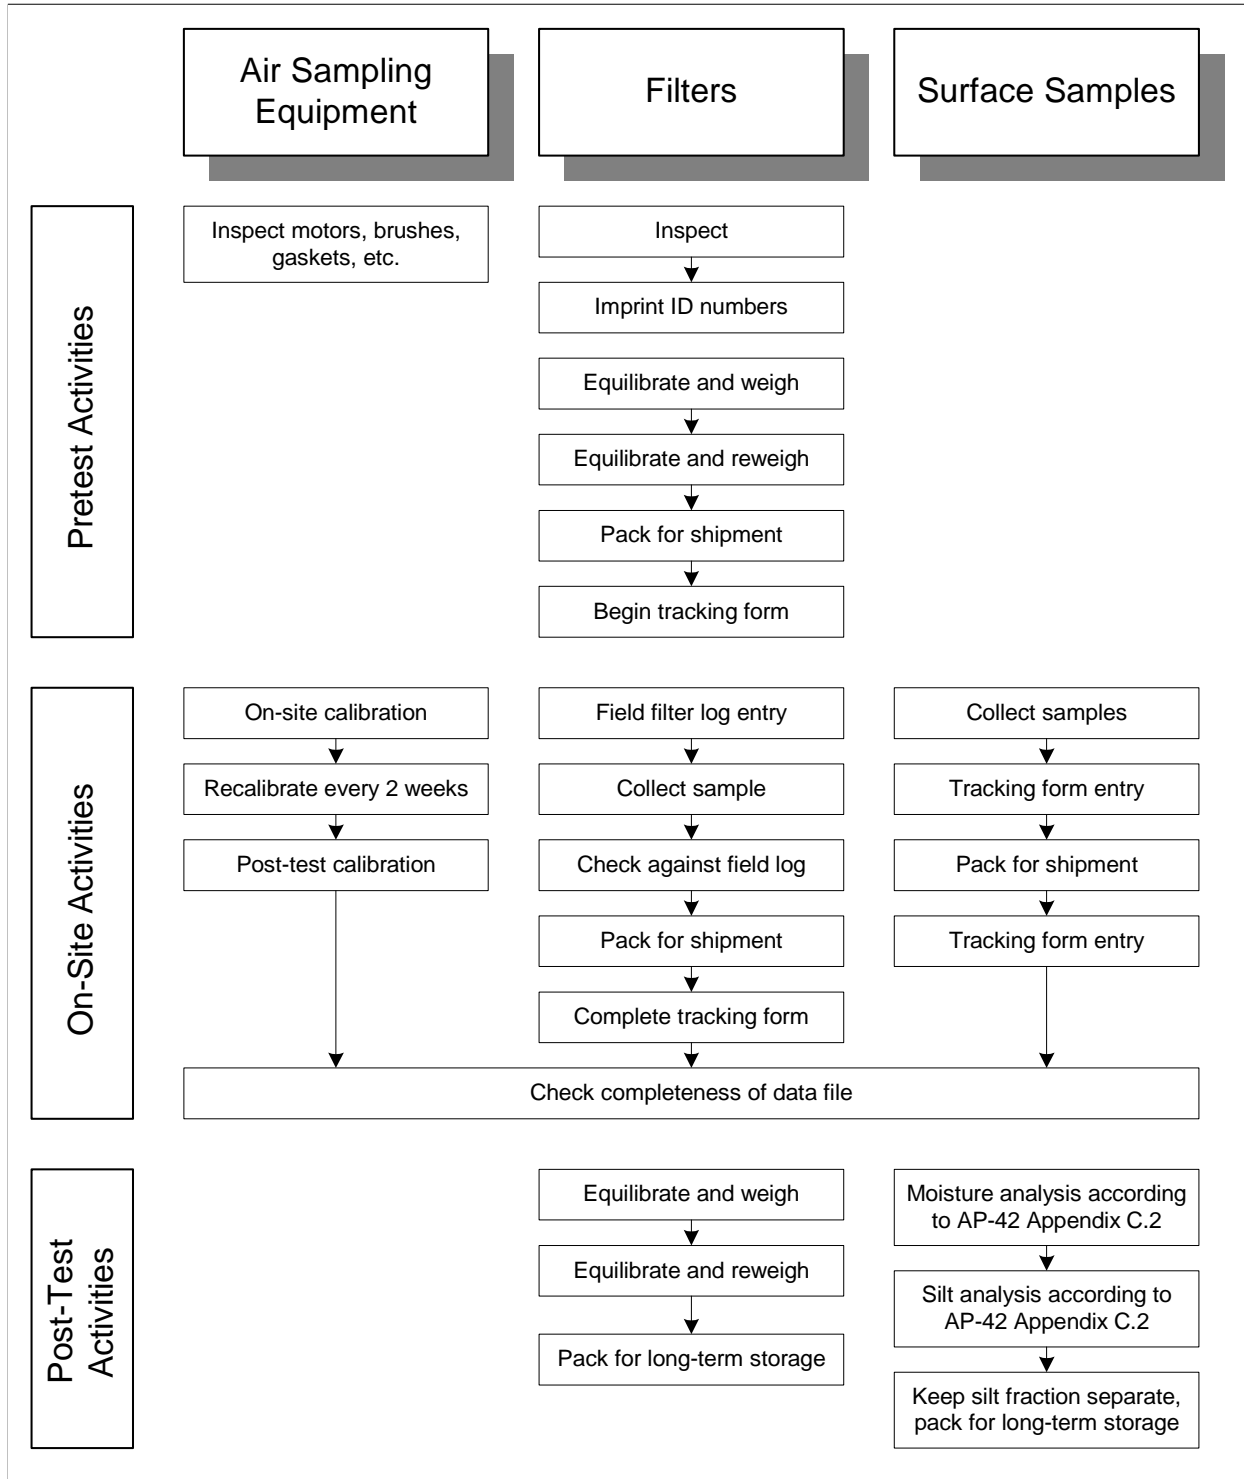 Air Sampling
Equipment
Filters
Surface Samples
Pretest Activities
Inspect motors, brushes,
gaskets, etc.
Inspect
Imprint ID numbers
Equilibrate and weigh
Equilibrate and reweigh
Pack for shipment
Begin tracking form
On-Site Activities
On-site calibration
Recalibrate every 2 weeks
Post-test calibration
Field filter log entry
Collect sample
Check against field log
Pack for shipment
Complete tracking form
Collect samples
Tracking form entry
Pack for shipment
Tracking form entry
Check completeness of data file
Post-Test
Activities
Equilibrate and weigh
Equilibrate and reweigh
Pack for long-term storage
Moisture analysis according
to AP-42 Appendix C.2
Silt analysis according to
AP-42 Appendix C.2
Keep silt fraction separate,
pack for long-term storage